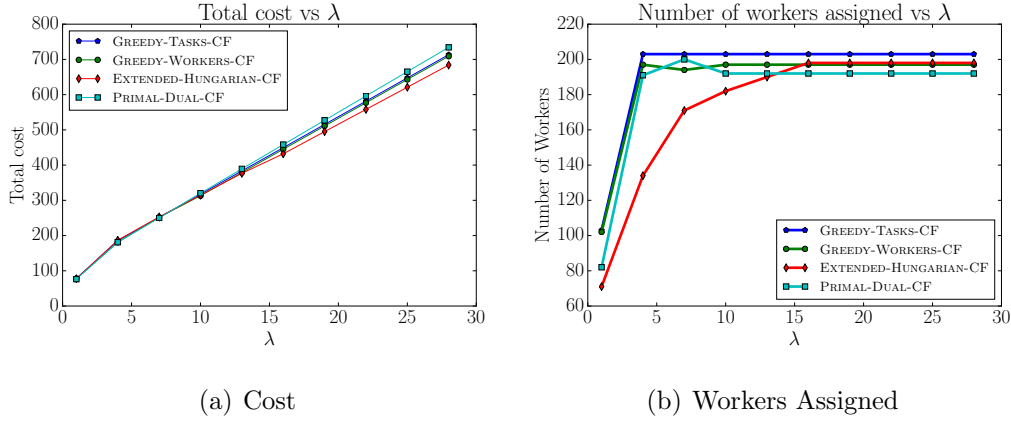 Total cost vs λ
800
700
600
500
400
300
200
100
0
Total cost
0 5 10 15 20 25 30
λ
GREEDY-TASKS-CF
GREEDY-WORKERS-CF
EXTENDED-HUNGARIAN-CF
PRIMAL-DUAL-CF
(a) Cost
Number of workers assigned vs λ
220
200
180
160
140
120
100
80
60
Number of Workers
0 5 10 15 20 25 30
λ
GREEDY-TASKS-CF
GREEDY-WORKERS-CF
EXTENDED-HUNGARIAN-CF
PRIMAL-DUAL-CF
(b) Workers Assigned